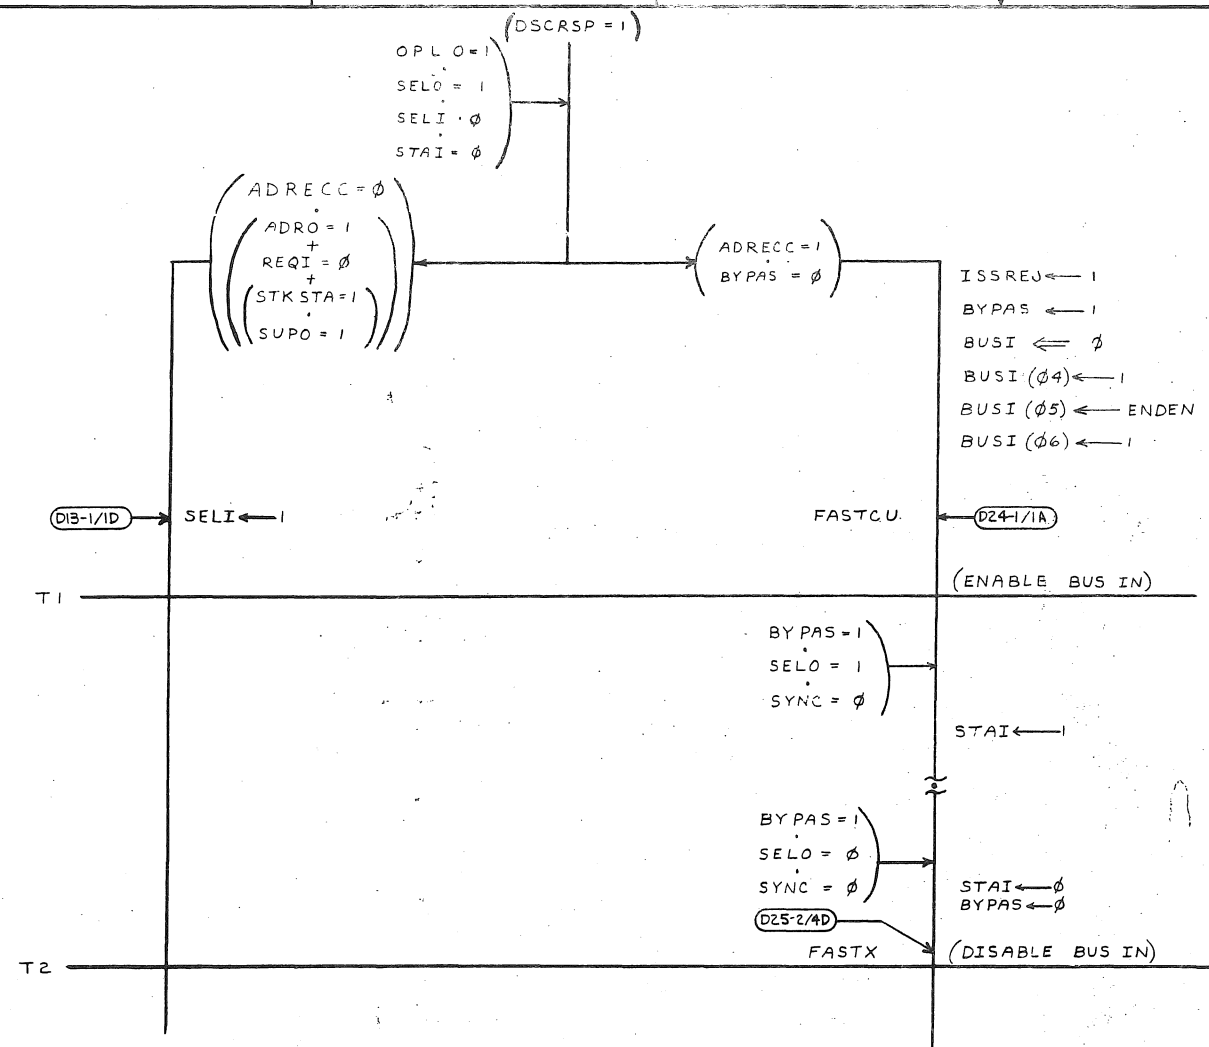 (DSCRSP = 1)
OPLO=1
·
SELO = 1
·
SELI · ϕ
·
STAI = ϕ
ADRECC = ϕ
·
ADRO = 1
+
REQI = ϕ
+
STKSTA=1
·
SUPO = 1
ADRECC = 1
·
BYPAS = ϕ
ISSREJ ← 1
BYPAS ← 1
BUSI ⇐ ϕ
BUSI (ϕ4) ← 1
BUSI (ϕ5) ← ENDEN
BUSI (ϕ6) ← 1
D13-1/1D
SELI ← 1
FASTCU.
D24-1/1A
T1
(ENABLE BUS IN)
BYPAS = 1
·
SELO = 1
·
SYNC = ϕ
STAI ← 1
BYPAS = 1
·
SELO = ϕ
·
SYNC = ϕ
STAI ← ϕ
BYPAS ← ϕ
D25-2/4D
FASTX
(DISABLE BUS IN)
T2